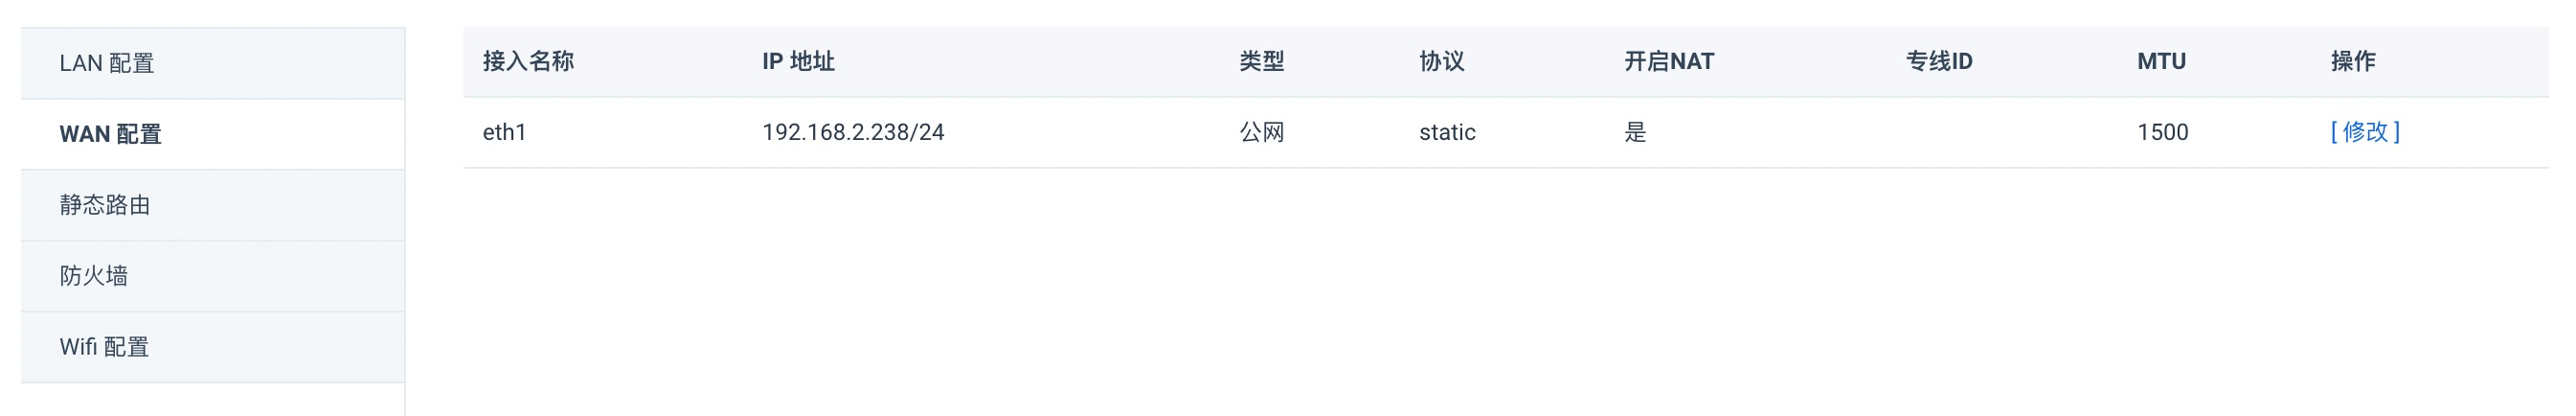 LAN 配置
WAN 配置
静态路由
防火墙
Wifi 配置
接入名称 IP 地址 类型 协议 开启NAT 专线ID MTU 操作
eth1 192.168.2.238/24 公网 static 是 1500 [ 修改 ]